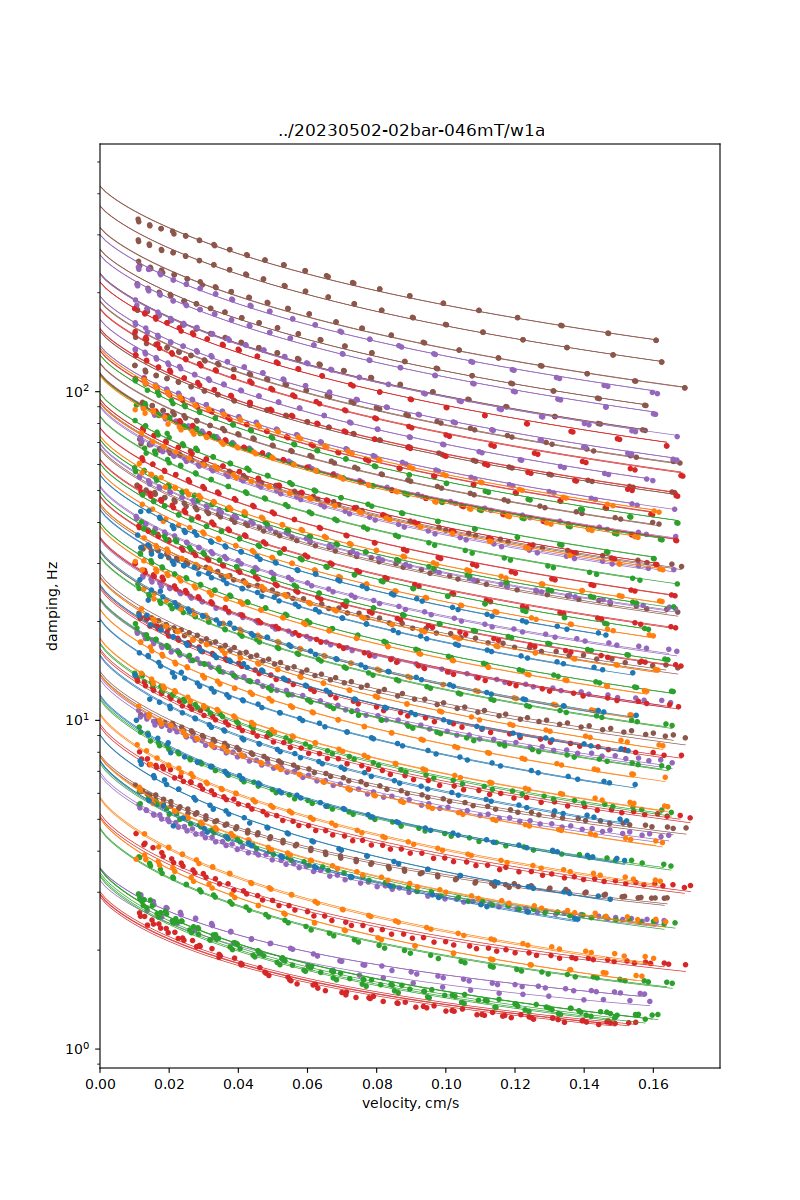 ../20230502-02bar-046mT/w1a
10²
10¹
10⁰
damping, Hz
0.00 0.02 0.04 0.06 0.08 0.10 0.12 0.14 0.16
velocity, cm/s